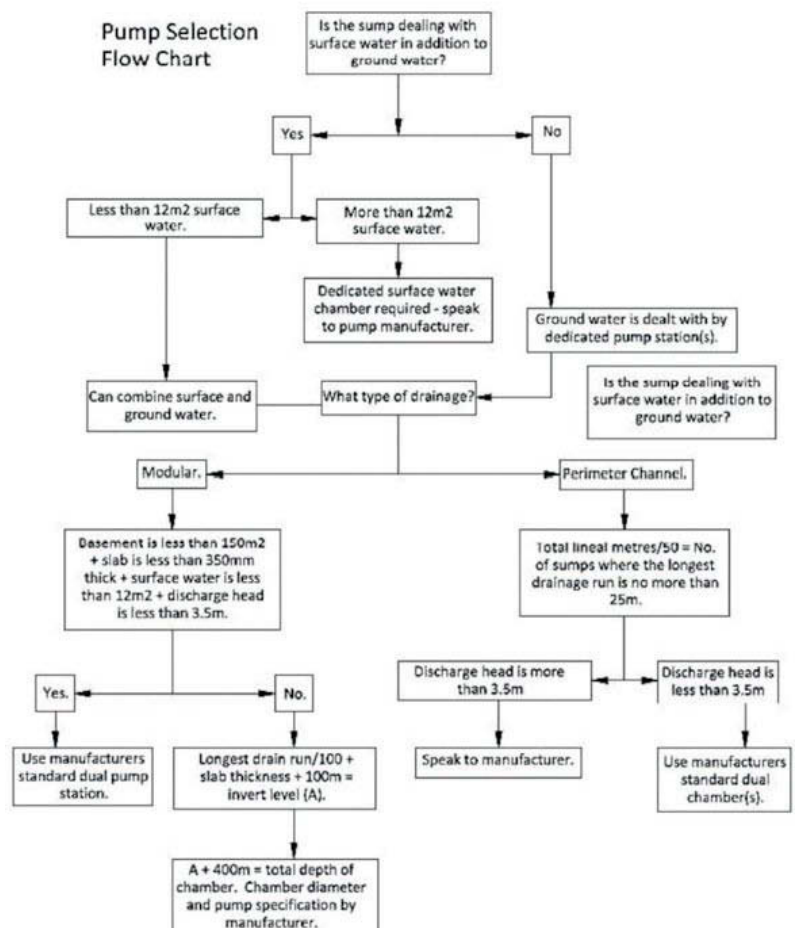 Pump Selection
Flow Chart
Is the sump dealing with
surface water in addition to
ground water?
Yes
No
Less than 12m2 surface
water.
More than 12m2
surface water.
Dedicated surface water
chamber required - speak
to pump manufacturer.
Ground water is dealt with by
dedicated pump station(s).
Can combine surface and
ground water.
What type of drainage?
Is the sump dealing with
surface water in addition to
ground water?
Modular.
Perimeter Channel.
Basement is less than 150m2
+ slab is less than 350mm
thick + surface water is less
than 12m2 + discharge head
is less than 3.5m.
Total lineal metres/50 = No.
of sumps where the longest
drainage run is no more than
25m.
Yes.
No.
Discharge head is more
than 3.5m
Discharge head is
less than 3.5m
Use manufacturers
standard dual pump
station.
Longest drain run/100 +
slab thickness + 100m =
invert level (A).
Speak to manufacturer.
Use manufacturers
standard dual
chamber(s).
A + 400m = total depth of
chamber. Chamber diameter
and pump specification by
manufacturer.